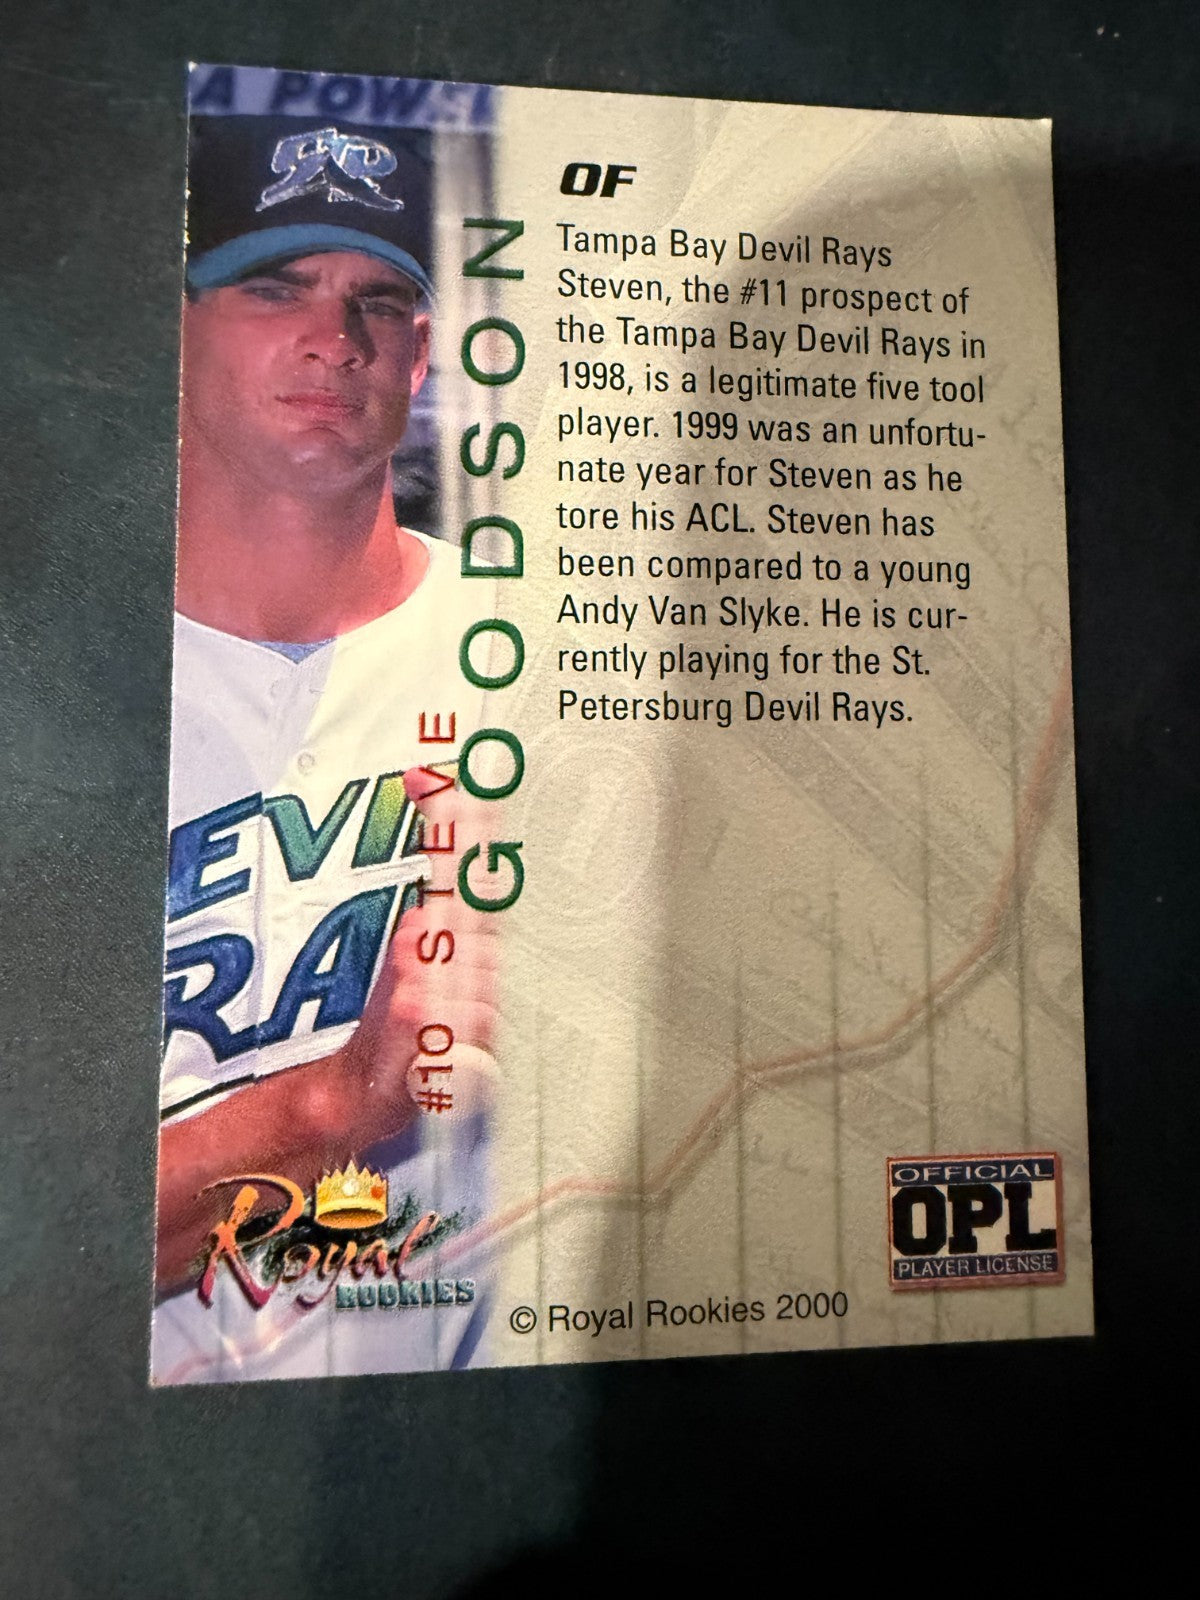 A POW
OF
Tampa Bay Devil Rays
Steven, the #11 prospect of
the Tampa Bay Devil Rays in
1998, is a legitimate five tool
player. 1999 was an unfortu-
nate year for Steven as he
tore his ACL. Steven has
been compared to a young
Andy Van Slyke. He is cur-
rently playing for the St.
Petersburg Devil Rays.
#10 STEVE
GOODSON
EVI
RA
Royal
ROOKIES
© Royal Rookies 2000
OFFICIAL
OPL
PLAYER LICENSE